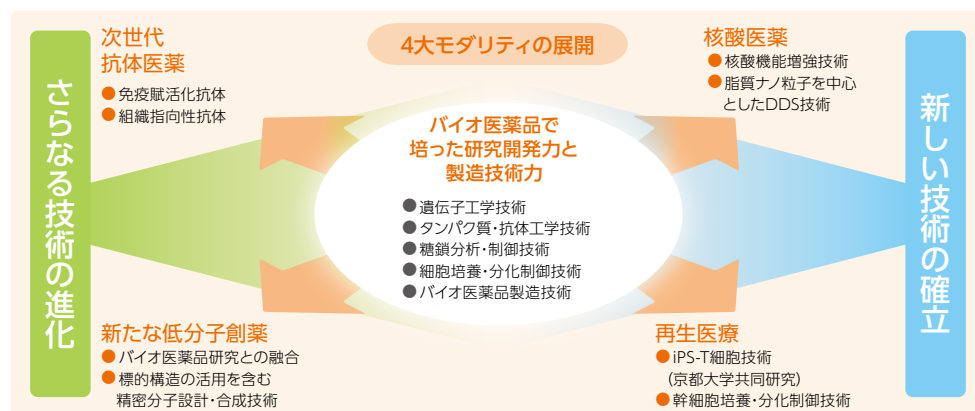 4大モダリティの展開
さらなる技術の進化
次世代
抗体医薬
●免疫賦活化抗体
●組織指向性抗体
新たな低分子創薬
●バイオ医薬品研究との融合
●標的構造の活用を含む
精密分子設計・合成技術
バイオ医薬品で
培った研究開発力と
製造技術力
●遺伝子工学技術
●タンパク質・抗体工学技術
●糖鎖分析・制御技術
●細胞培養・分化制御技術
●バイオ医薬品製造技術
核酸医薬
●核酸機能増強技術
●脂質ナノ粒子を中心
としたDDS技術
再生医療
●iPS-T細胞技術
(京都大学共同研究)
●幹細胞培養・分化制御技術
新しい技術の確立